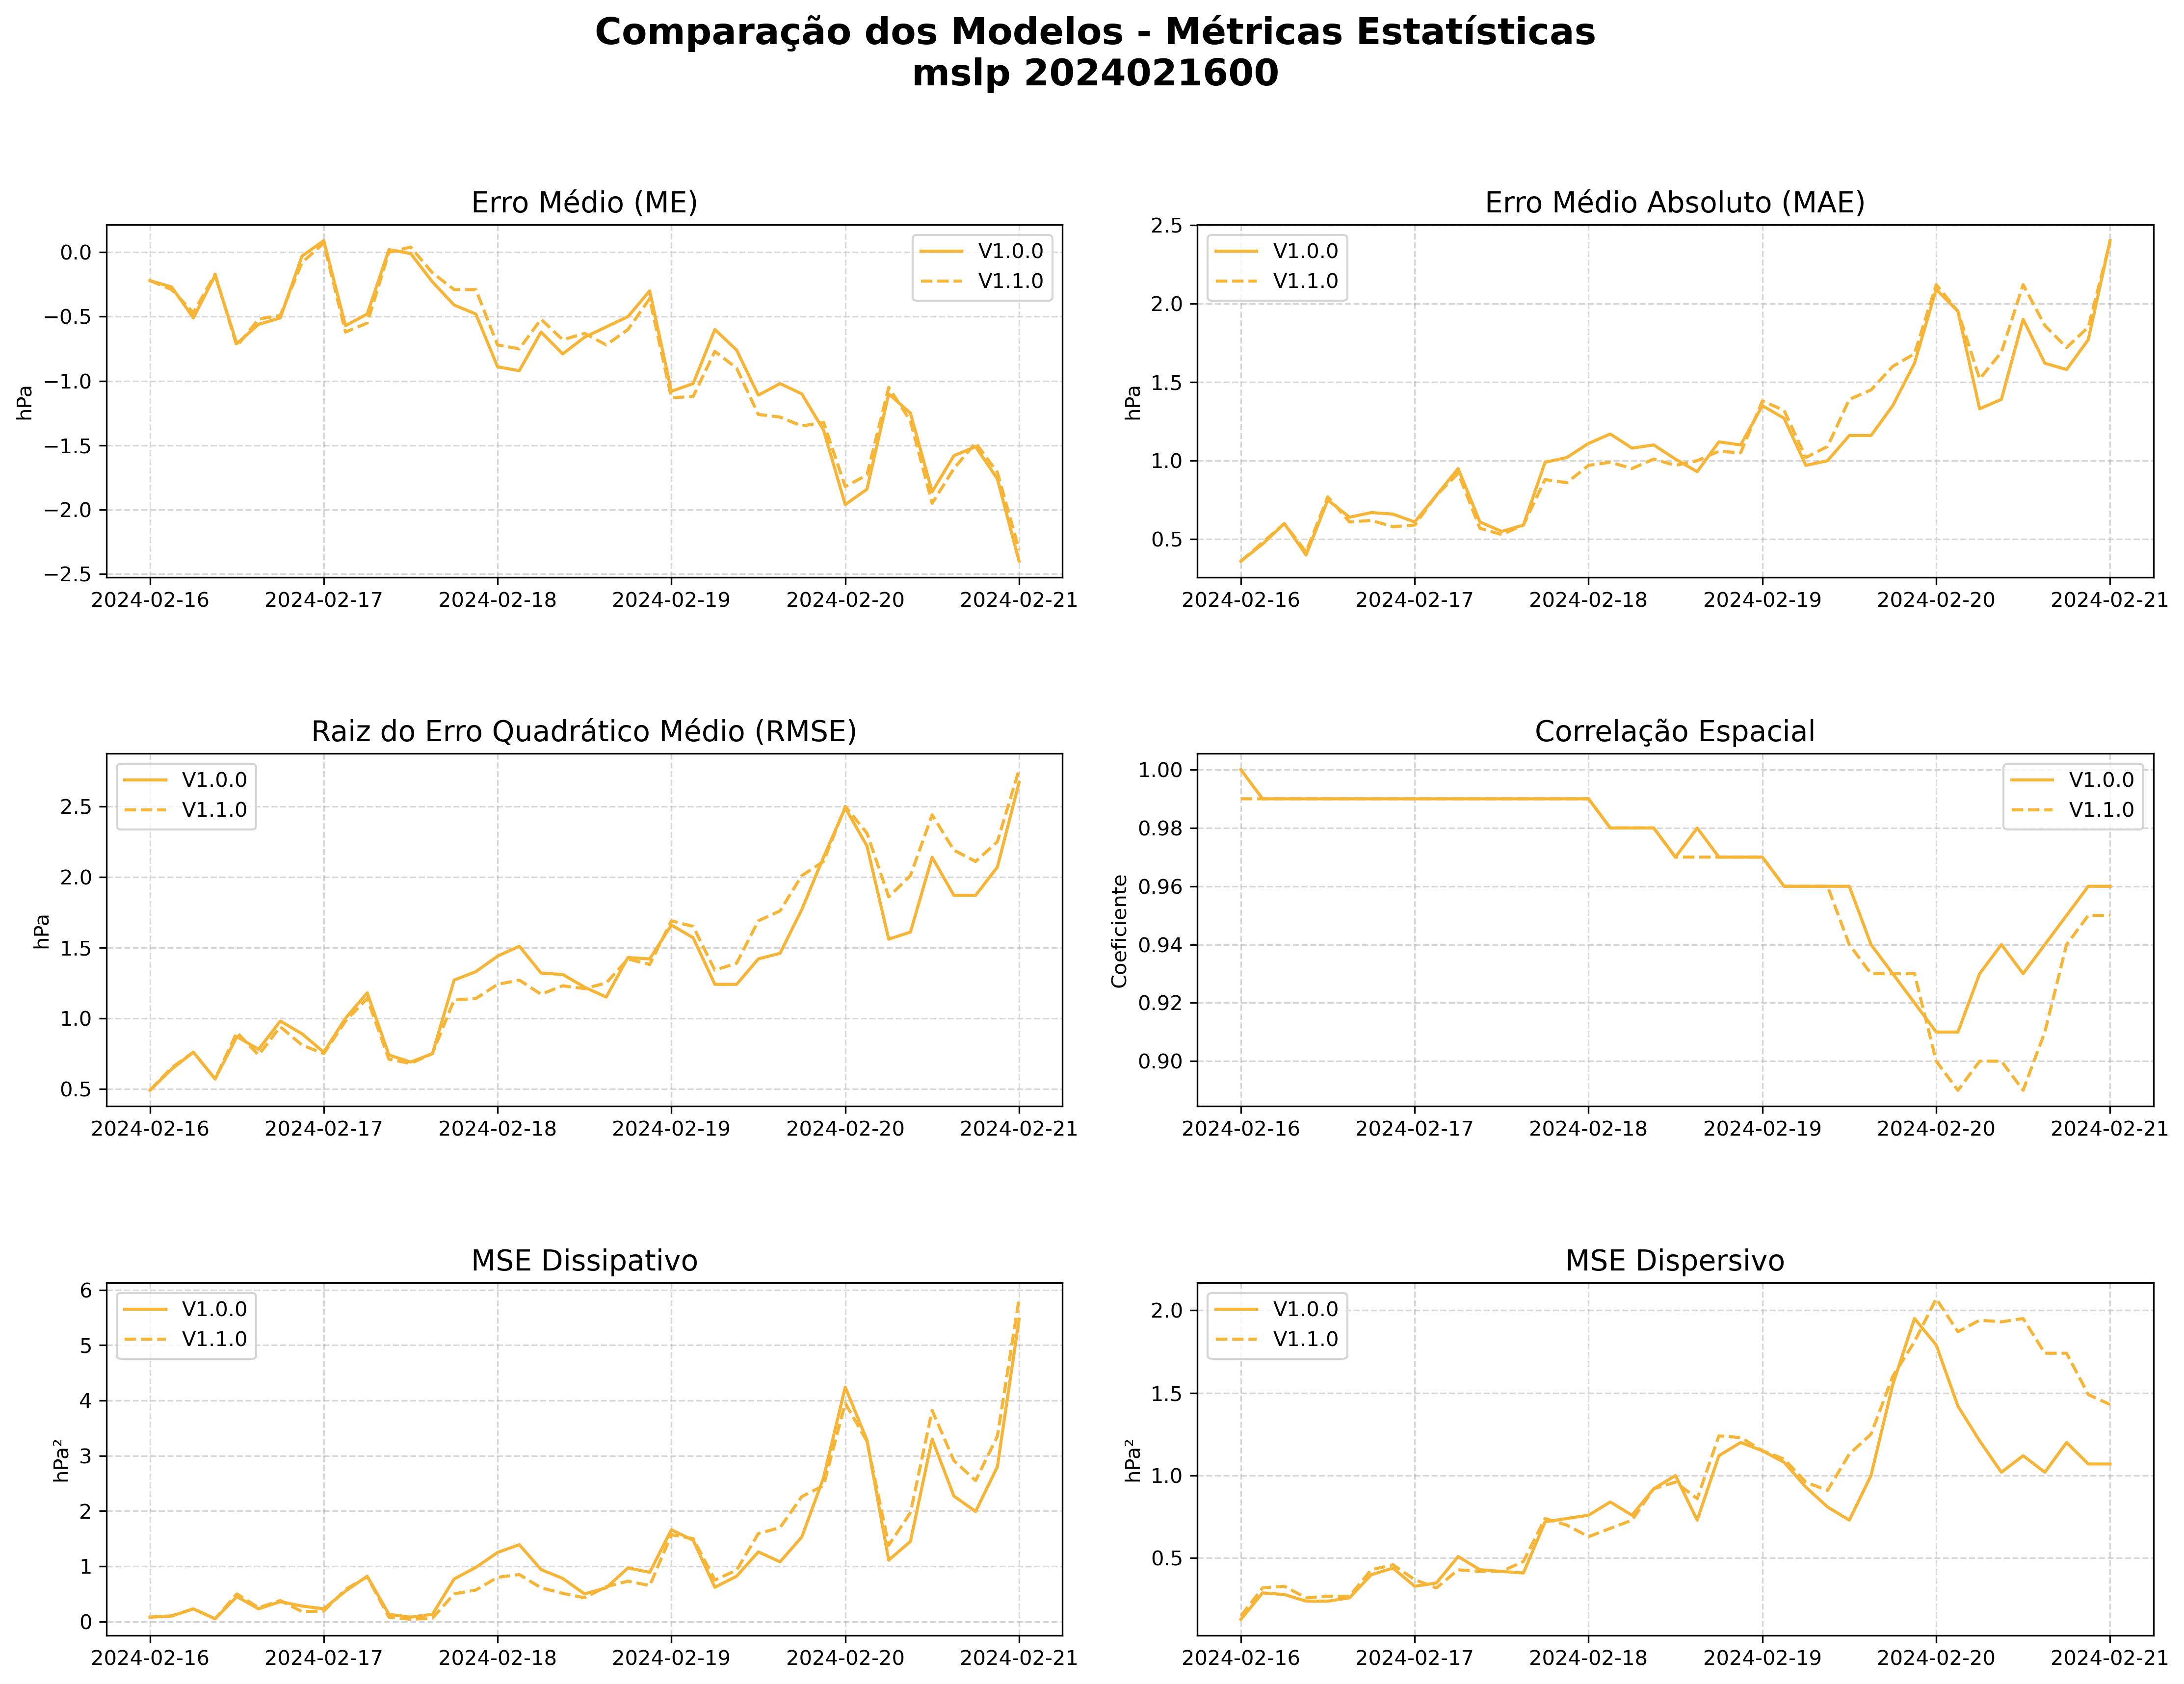 Comparação dos Modelos - Métricas Estatísticas
mslp 2024021600
Erro Médio (ME)
hPa
0.0
−0.5
−1.0
−1.5
−2.0
−2.5
V1.0.0
V1.1.0
2024-02-16 2024-02-17 2024-02-18 2024-02-19 2024-02-20 2024-02-21
Erro Médio Absoluto (MAE)
hPa
2.5
2.0
1.5
1.0
0.5
V1.0.0
V1.1.0
2024-02-16 2024-02-17 2024-02-18 2024-02-19 2024-02-20 2024-02-21
Raiz do Erro Quadrático Médio (RMSE)
hPa
2.5
2.0
1.5
1.0
0.5
V1.0.0
V1.1.0
2024-02-16 2024-02-17 2024-02-18 2024-02-19 2024-02-20 2024-02-21
Correlação Espacial
Coeficiente
1.00
0.98
0.96
0.94
0.92
0.90
V1.0.0
V1.1.0
2024-02-16 2024-02-17 2024-02-18 2024-02-19 2024-02-20 2024-02-21
MSE Dissipativo
hPa²
6
5
4
3
2
1
0
V1.0.0
V1.1.0
2024-02-16 2024-02-17 2024-02-18 2024-02-19 2024-02-20 2024-02-21
MSE Dispersivo
hPa²
2.0
1.5
1.0
0.5
V1.0.0
V1.1.0
2024-02-16 2024-02-17 2024-02-18 2024-02-19 2024-02-20 2024-02-21